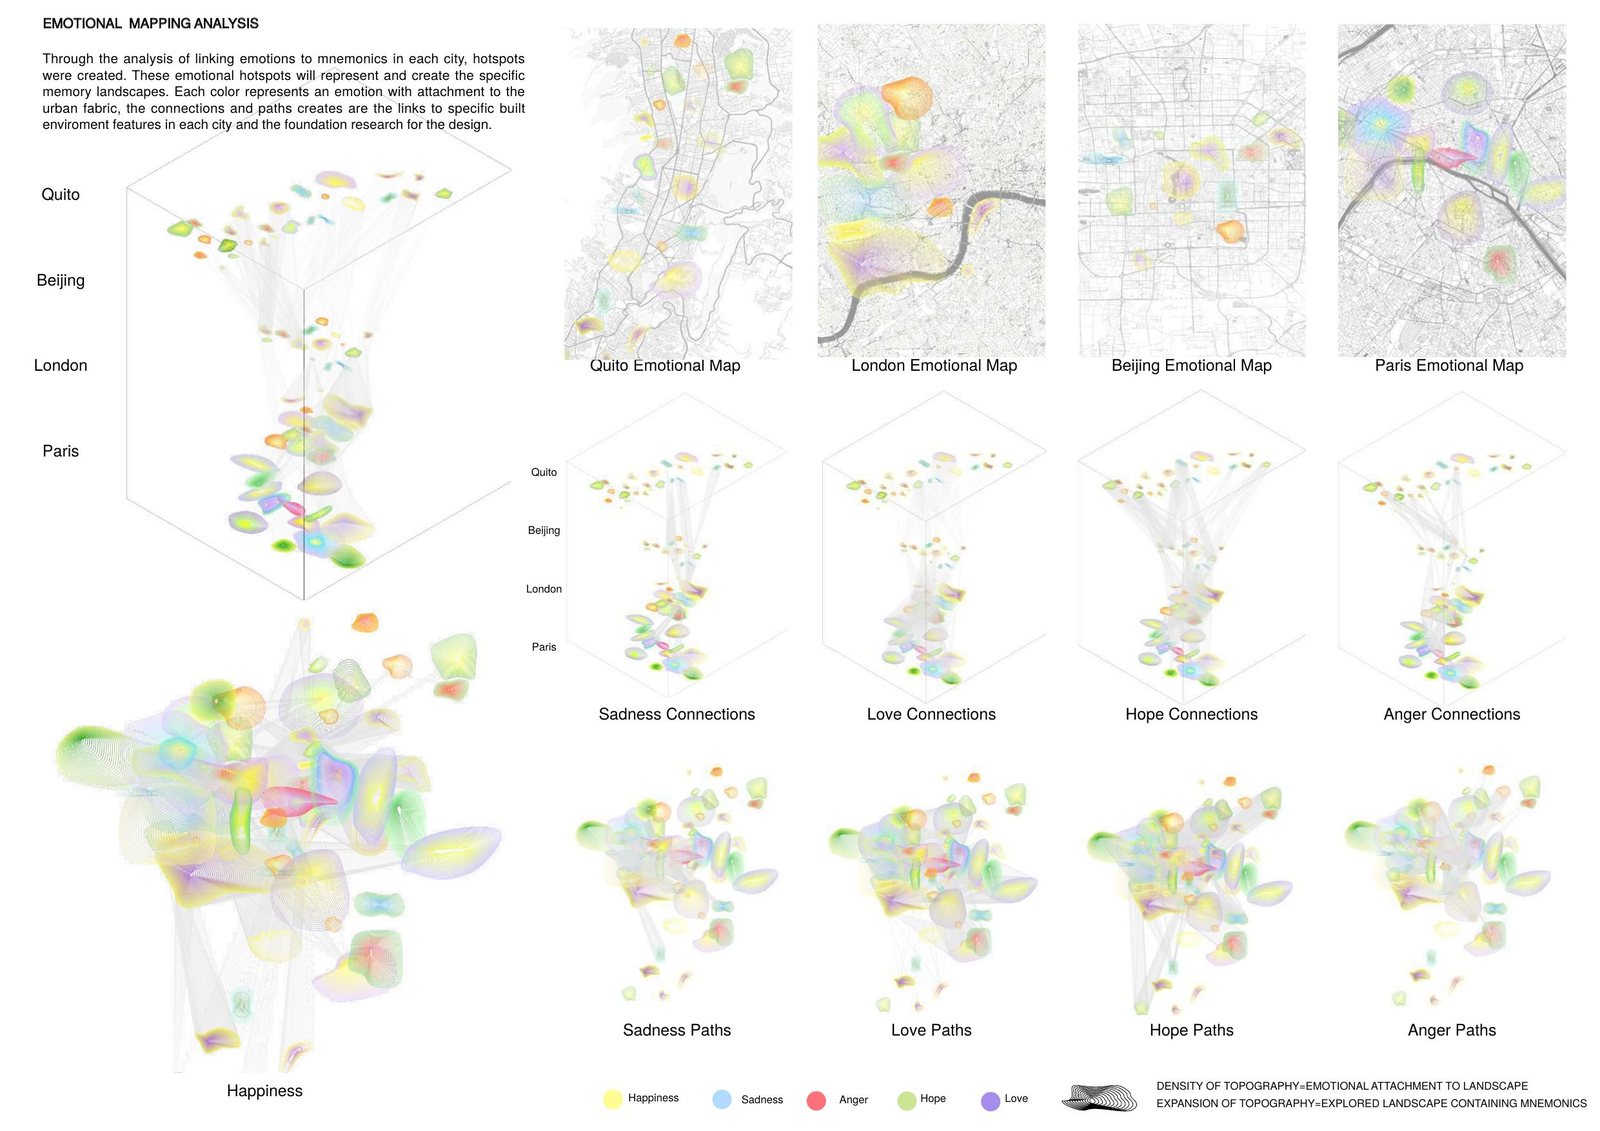 EMOTIONAL MAPPING ANALYSIS
Through the analysis of linking emotions to mnemonics in each city, hotspots
were created. These emotional hotspots will represent and create the specific
memory landscapes. Each color represents an emotion with attachment to the
urban fabric, the connections and paths creates are the links to specific built
enviroment features in each city and the foundation research for the design.
Quito
Beijing
London
Paris
Quito Emotional Map
London Emotional Map
Beijing Emotional Map
Paris Emotional Map
Quito
Beijing
London
Paris
Sadness Connections
Love Connections
Hope Connections
Anger Connections
Sadness Paths
Love Paths
Hope Paths
Anger Paths
Happiness
Happiness
Sadness
Anger
Hope
Love
DENSITY OF TOPOGRAPHY=EMOTIONAL ATTACHMENT TO LANDSCAPE
EXPANSION OF TOPOGRAPHY=EXPLORED LANDSCAPE CONTAINING MNEMONICS